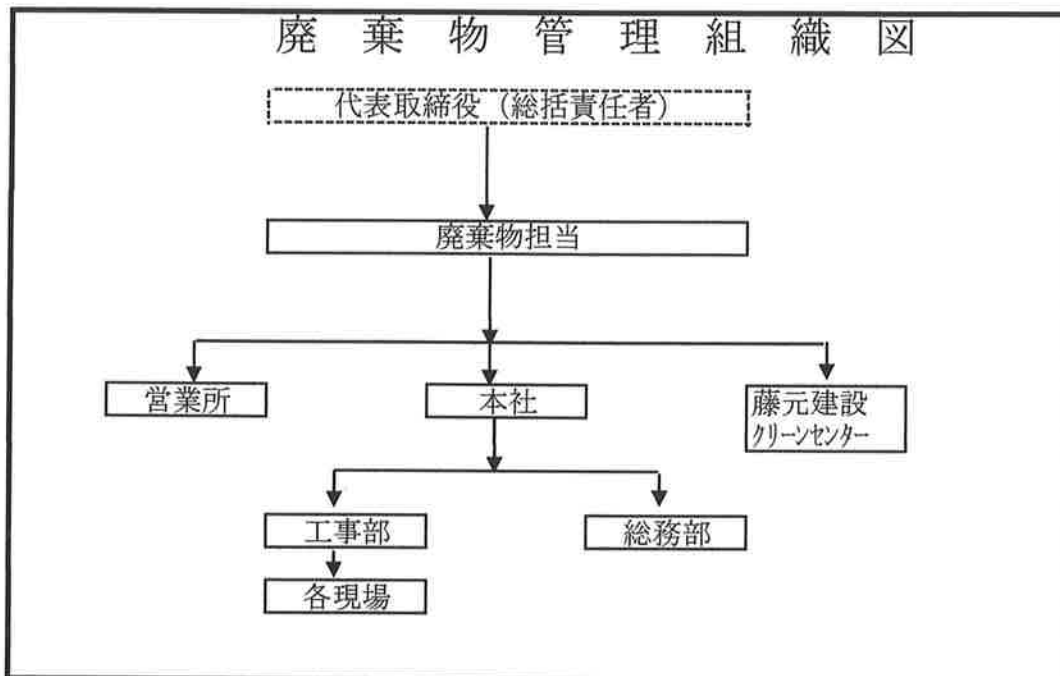 廃棄物管理組織図
代表取締役（総括責任者）
廃棄物担当
営業所
本社
藤元建設
クリーンセンター
工事部
総務部
各現場